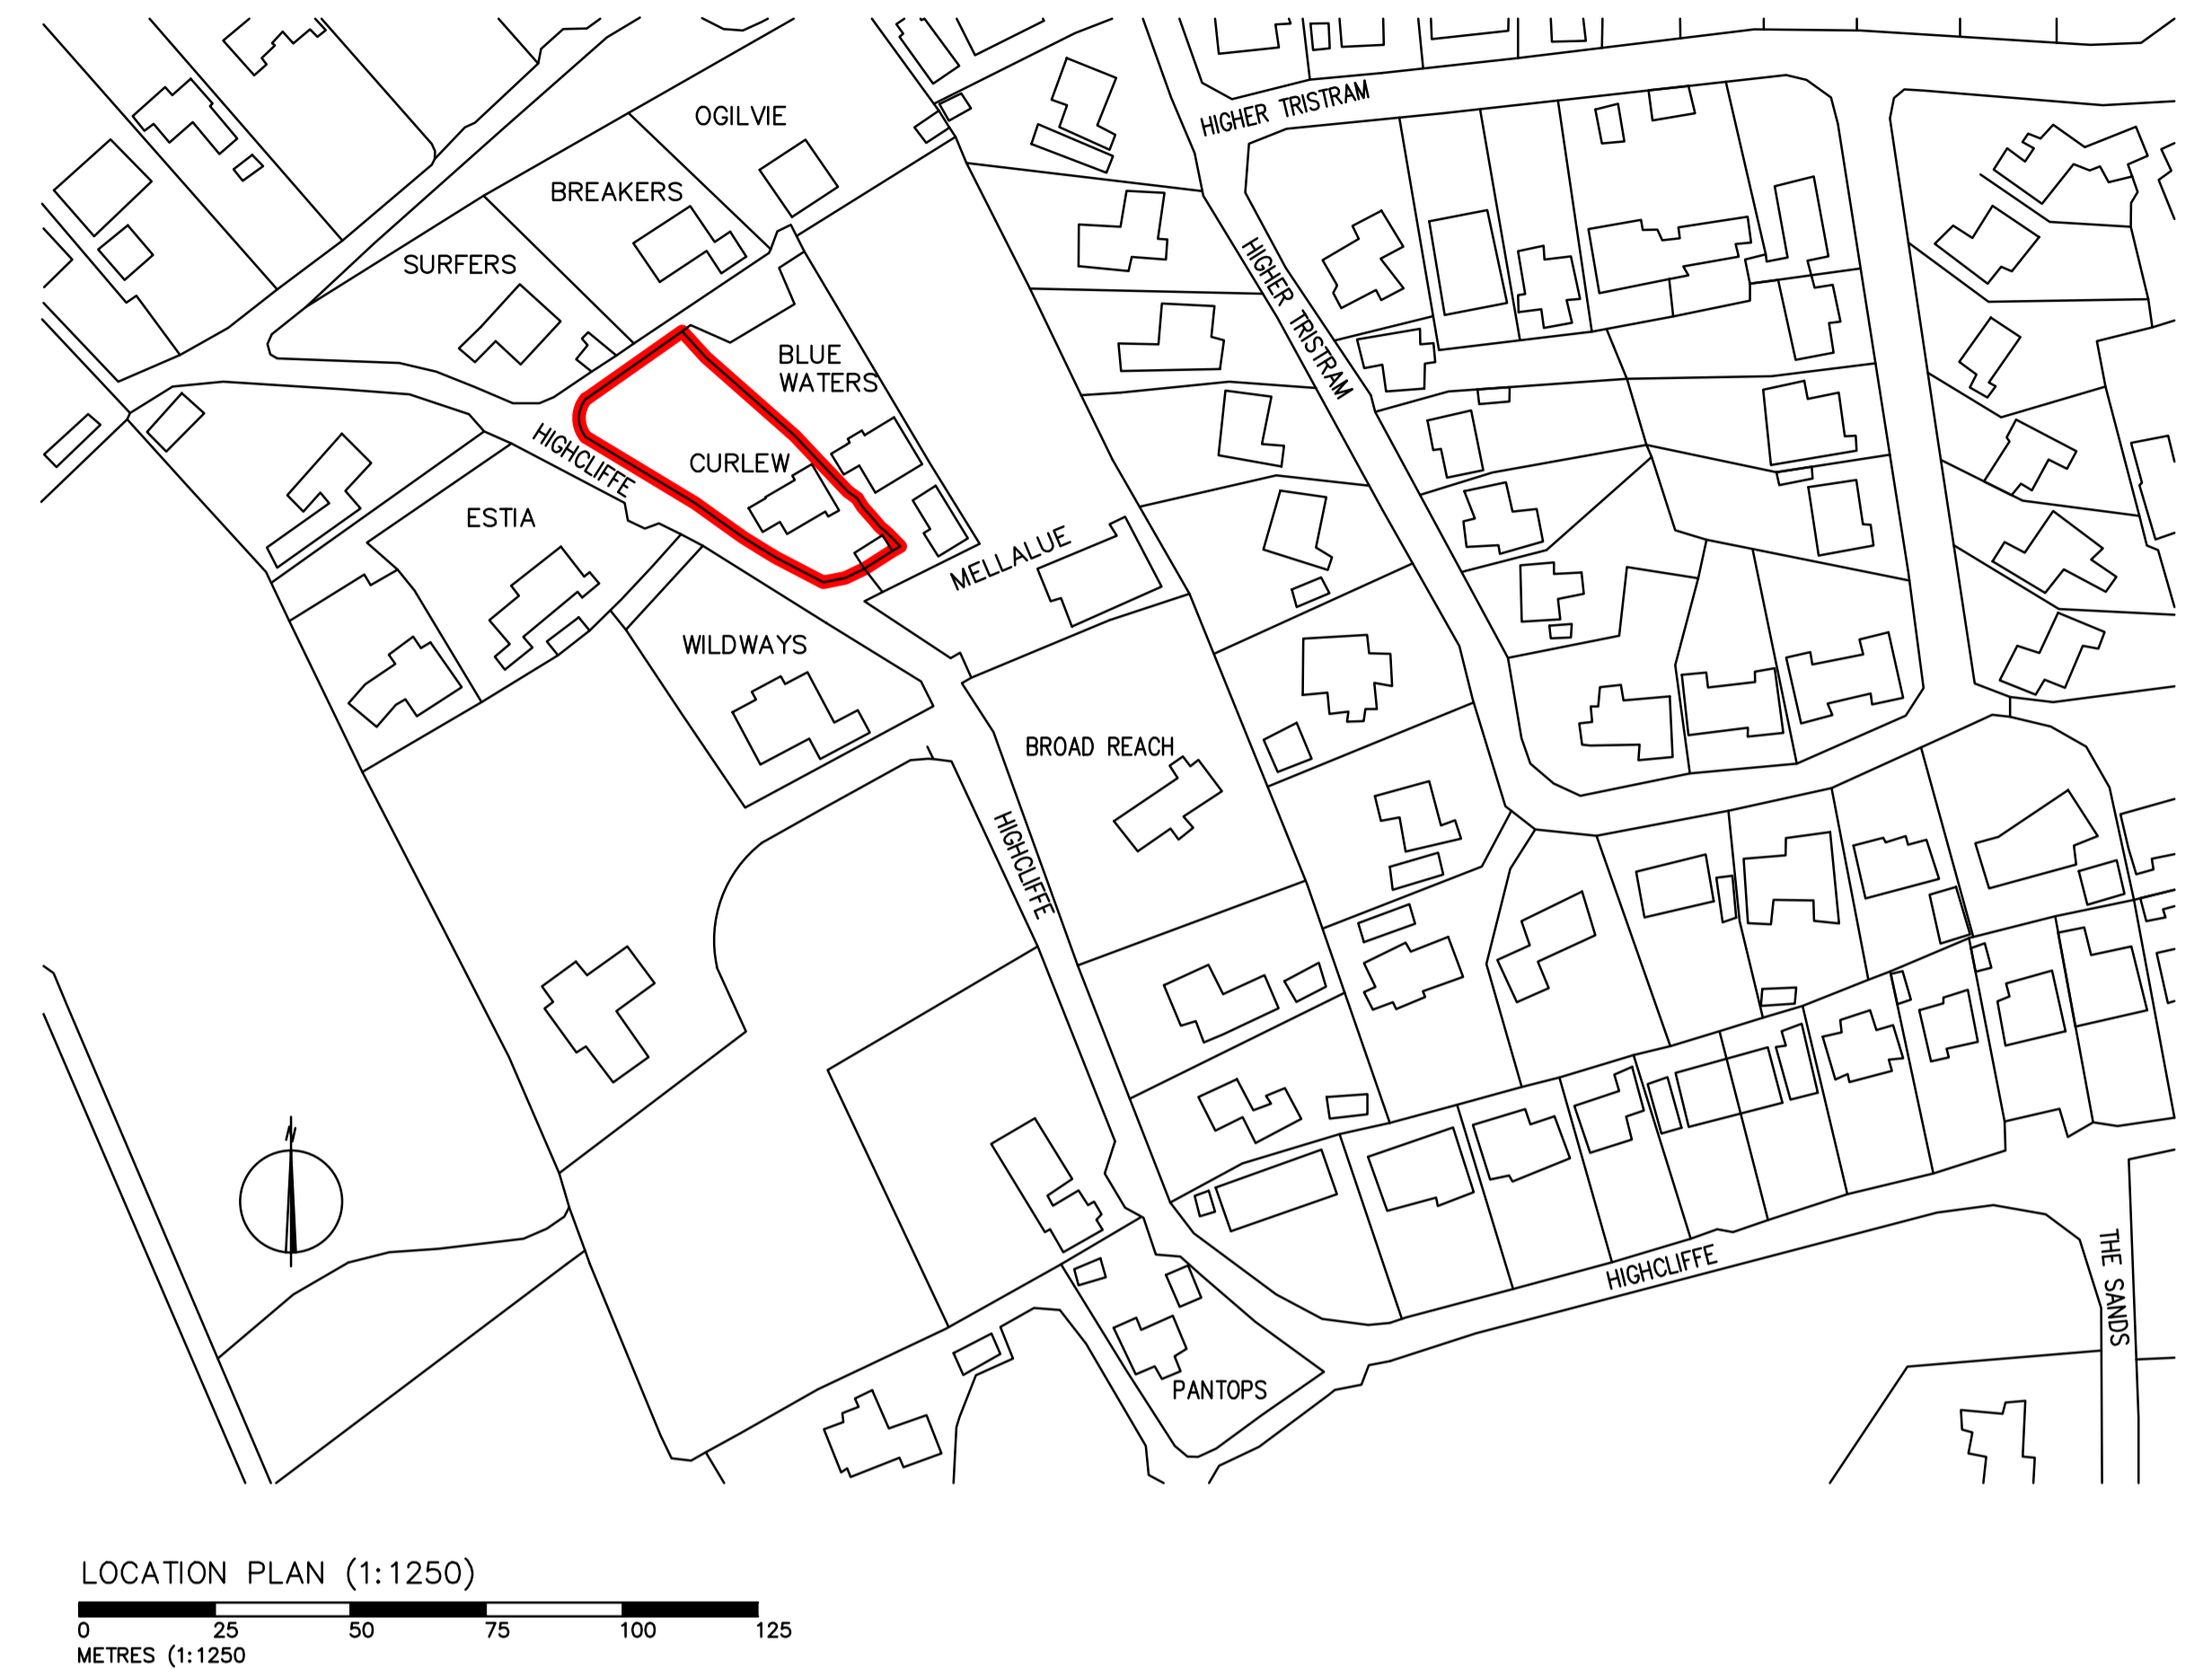 HIGHER TRISTRAM
OGILVIE
BREAKERS
SURFERS
HIGHER TRISTRAM
BLUE
WATERS
HIGHCLIFFE
CURLEW
ESTIA
MELLALUE
WILDWAYS
BROAD REACH
HIGHCLIFFE
N
HIGHCLIFFE
THE SANDS
PANTOPS
LOCATION PLAN (1:1250)
0 25 50 75 100 125
METRES (1:1250